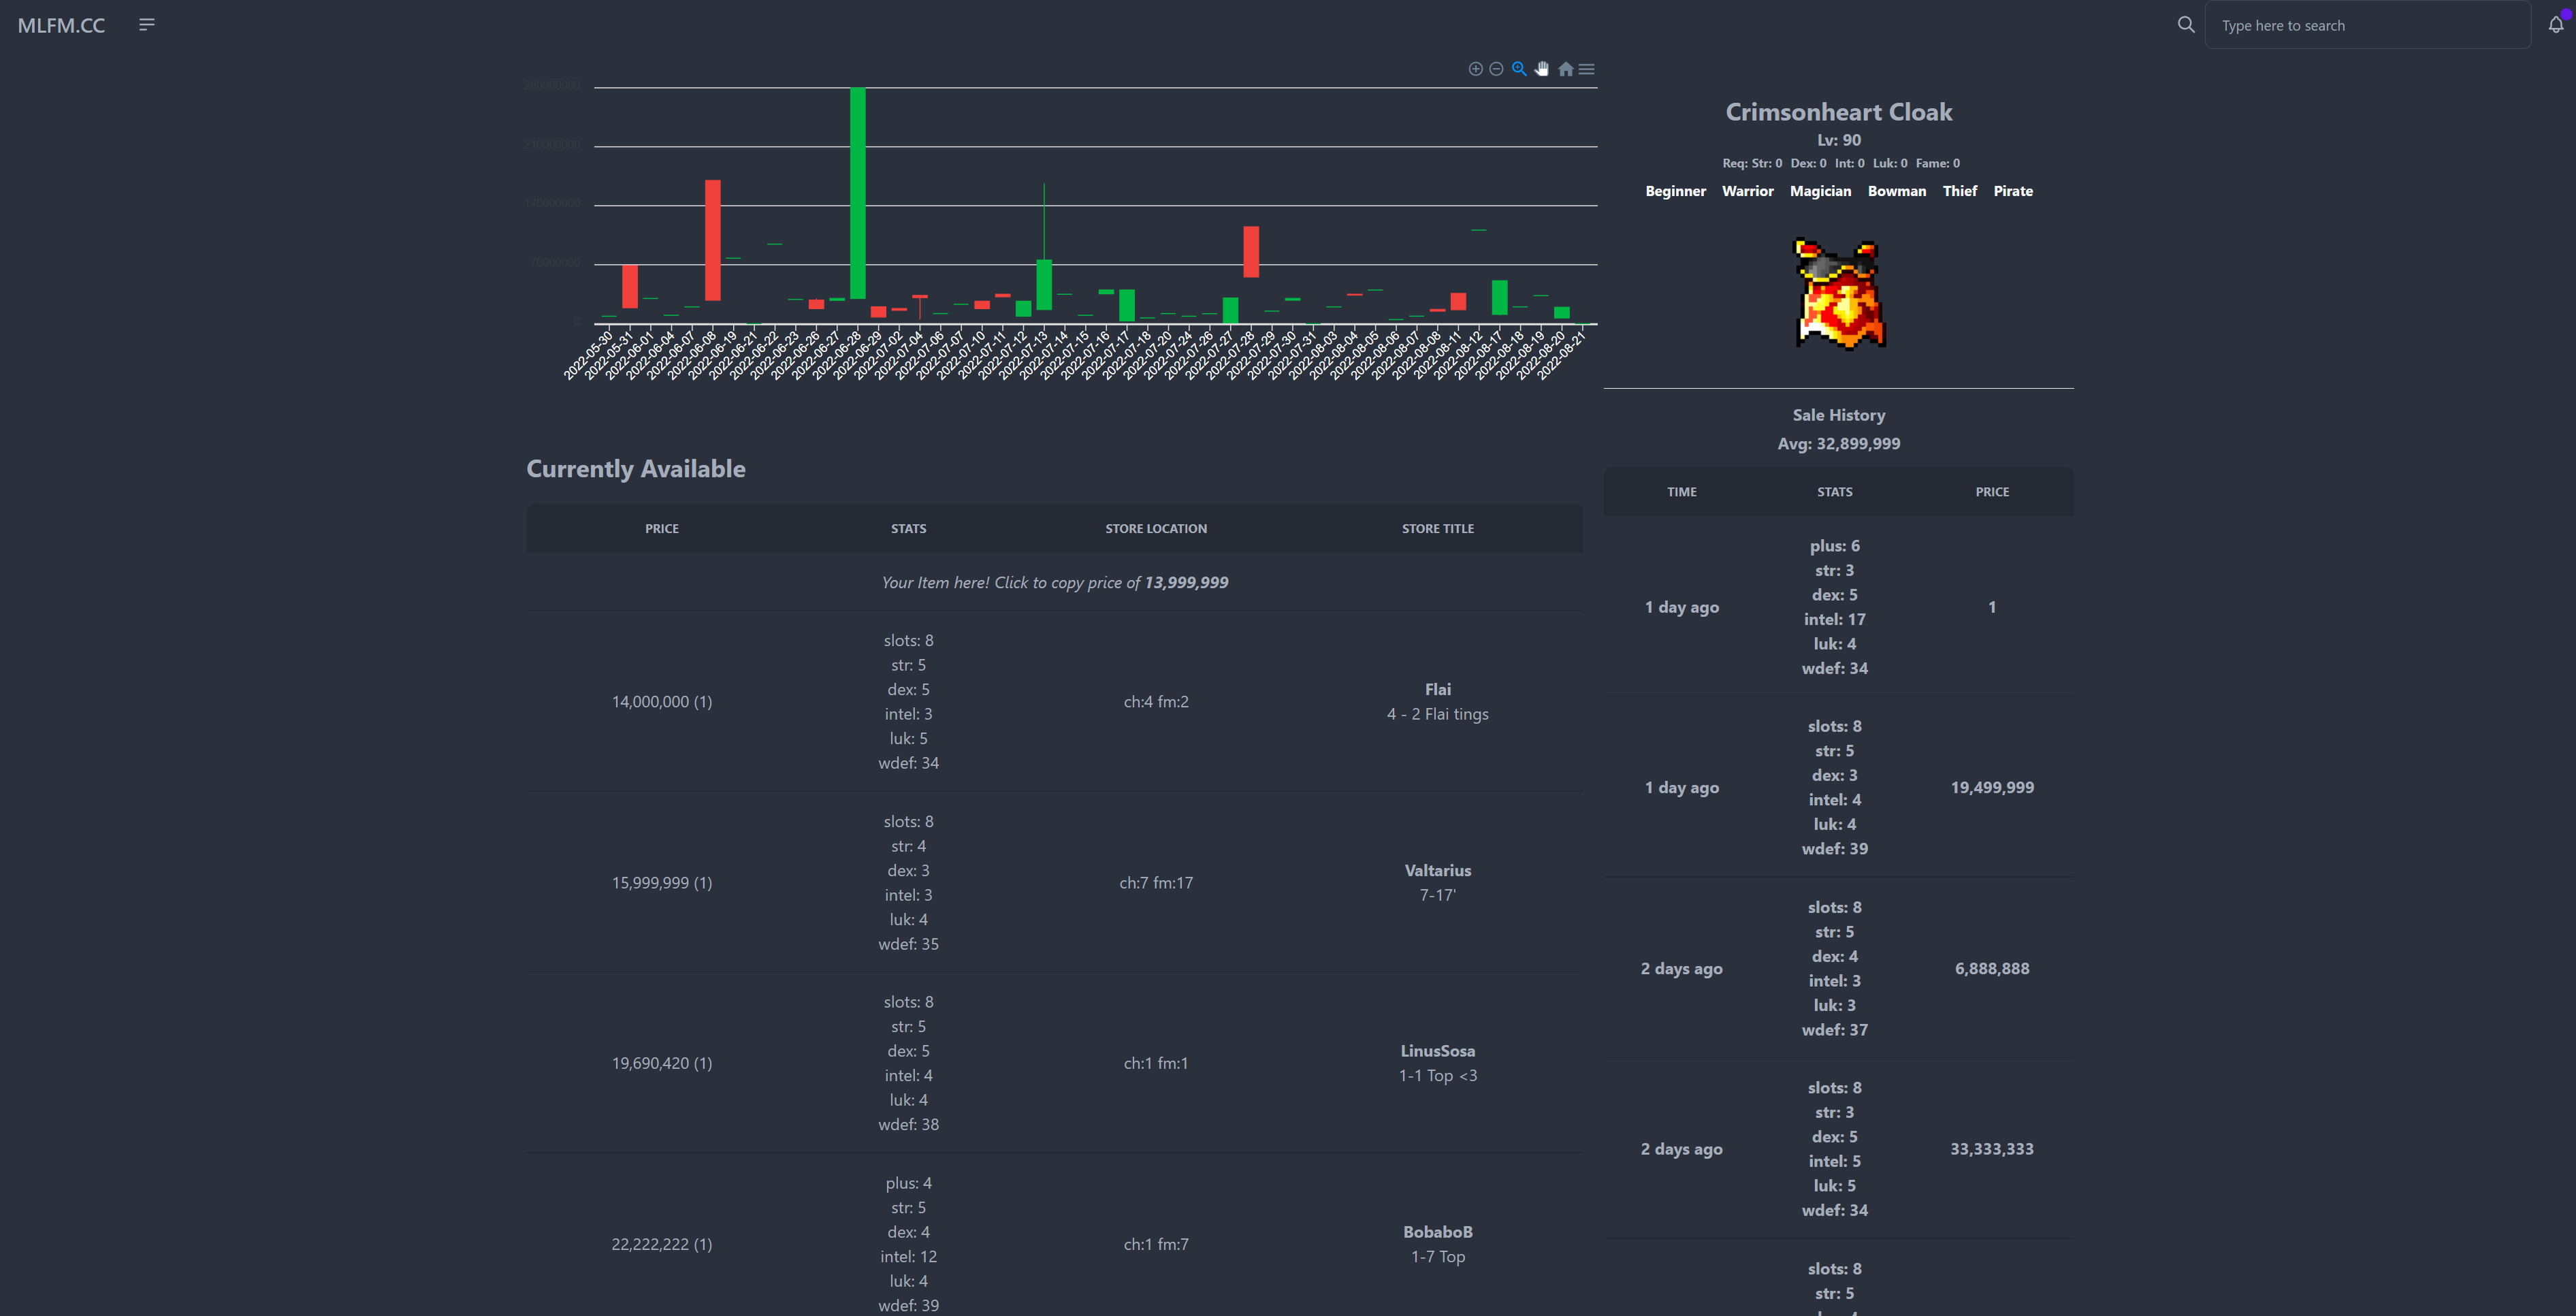 MLFM.CC
Type here to search
280000000
210000000
140000000
70000000
0
2022-05-30
2022-05-31
2022-06-01
2022-06-04
2022-06-07
2022-06-08
2022-06-19
2022-06-21
2022-06-22
2022-06-23
2022-06-26
2022-06-27
2022-06-28
2022-06-29
2022-07-02
2022-07-04
2022-07-06
2022-07-07
2022-07-10
2022-07-11
2022-07-12
2022-07-13
2022-07-14
2022-07-15
2022-07-16
2022-07-17
2022-07-18
2022-07-20
2022-07-24
2022-07-26
2022-07-27
2022-07-28
2022-07-29
2022-07-30
2022-07-31
2022-08-03
2022-08-04
2022-08-05
2022-08-06
2022-08-07
2022-08-08
2022-08-11
2022-08-12
2022-08-17
2022-08-18
2022-08-19
2022-08-20
2022-08-21
Currently Available
PRICE STATS STORE LOCATION STORE TITLE
Your Item here! Click to copy price of 13,999,999
slots: 8
str: 5
dex: 5
14,000,000 (1)
intel: 3
luk: 5
wdef: 34
ch:4 fm:2
Flai
4 - 2 Flai tings
slots: 8
str: 4
dex: 3
15,999,999 (1)
intel: 3
luk: 4
wdef: 35
ch:7 fm:17
Valtarius
7-17'
slots: 8
str: 5
dex: 5
19,690,420 (1)
intel: 4
luk: 4
wdef: 38
ch:1 fm:1
LinusSosa
1-1 Top <3
plus: 4
str: 5
dex: 4
22,222,222 (1)
intel: 12
luk: 4
wdef: 39
ch:1 fm:7
BobaboB
1-7 Top
Crimsonheart Cloak
Lv: 90
Req: Str: 0 Dex: 0 Int: 0 Luk: 0 Fame: 0
Beginner Warrior Magician Bowman Thief Pirate
Sale History
Avg: 32,899,999
TIME STATS PRICE
plus: 6
str: 3
dex: 5
1 day ago
intel: 17
luk: 4
wdef: 34
1
slots: 8
str: 5
dex: 3
1 day ago
intel: 4
luk: 4
wdef: 39
19,499,999
slots: 8
str: 5
dex: 4
2 days ago
intel: 3
luk: 3
wdef: 37
6,888,888
slots: 8
str: 3
dex: 5
2 days ago
intel: 5
luk: 5
wdef: 34
33,333,333
slots: 8
str: 5